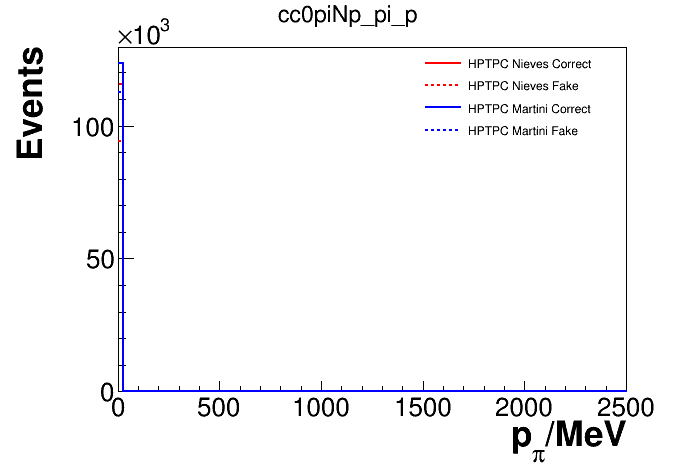 cc0piNp_pi_p
×10³
Events
HPTPC Nieves Correct
HPTPC Nieves Fake
HPTPC Martini Correct
HPTPC Martini Fake
100
50
0
0 500 1000 1500 2000 2500
p_π/MeV